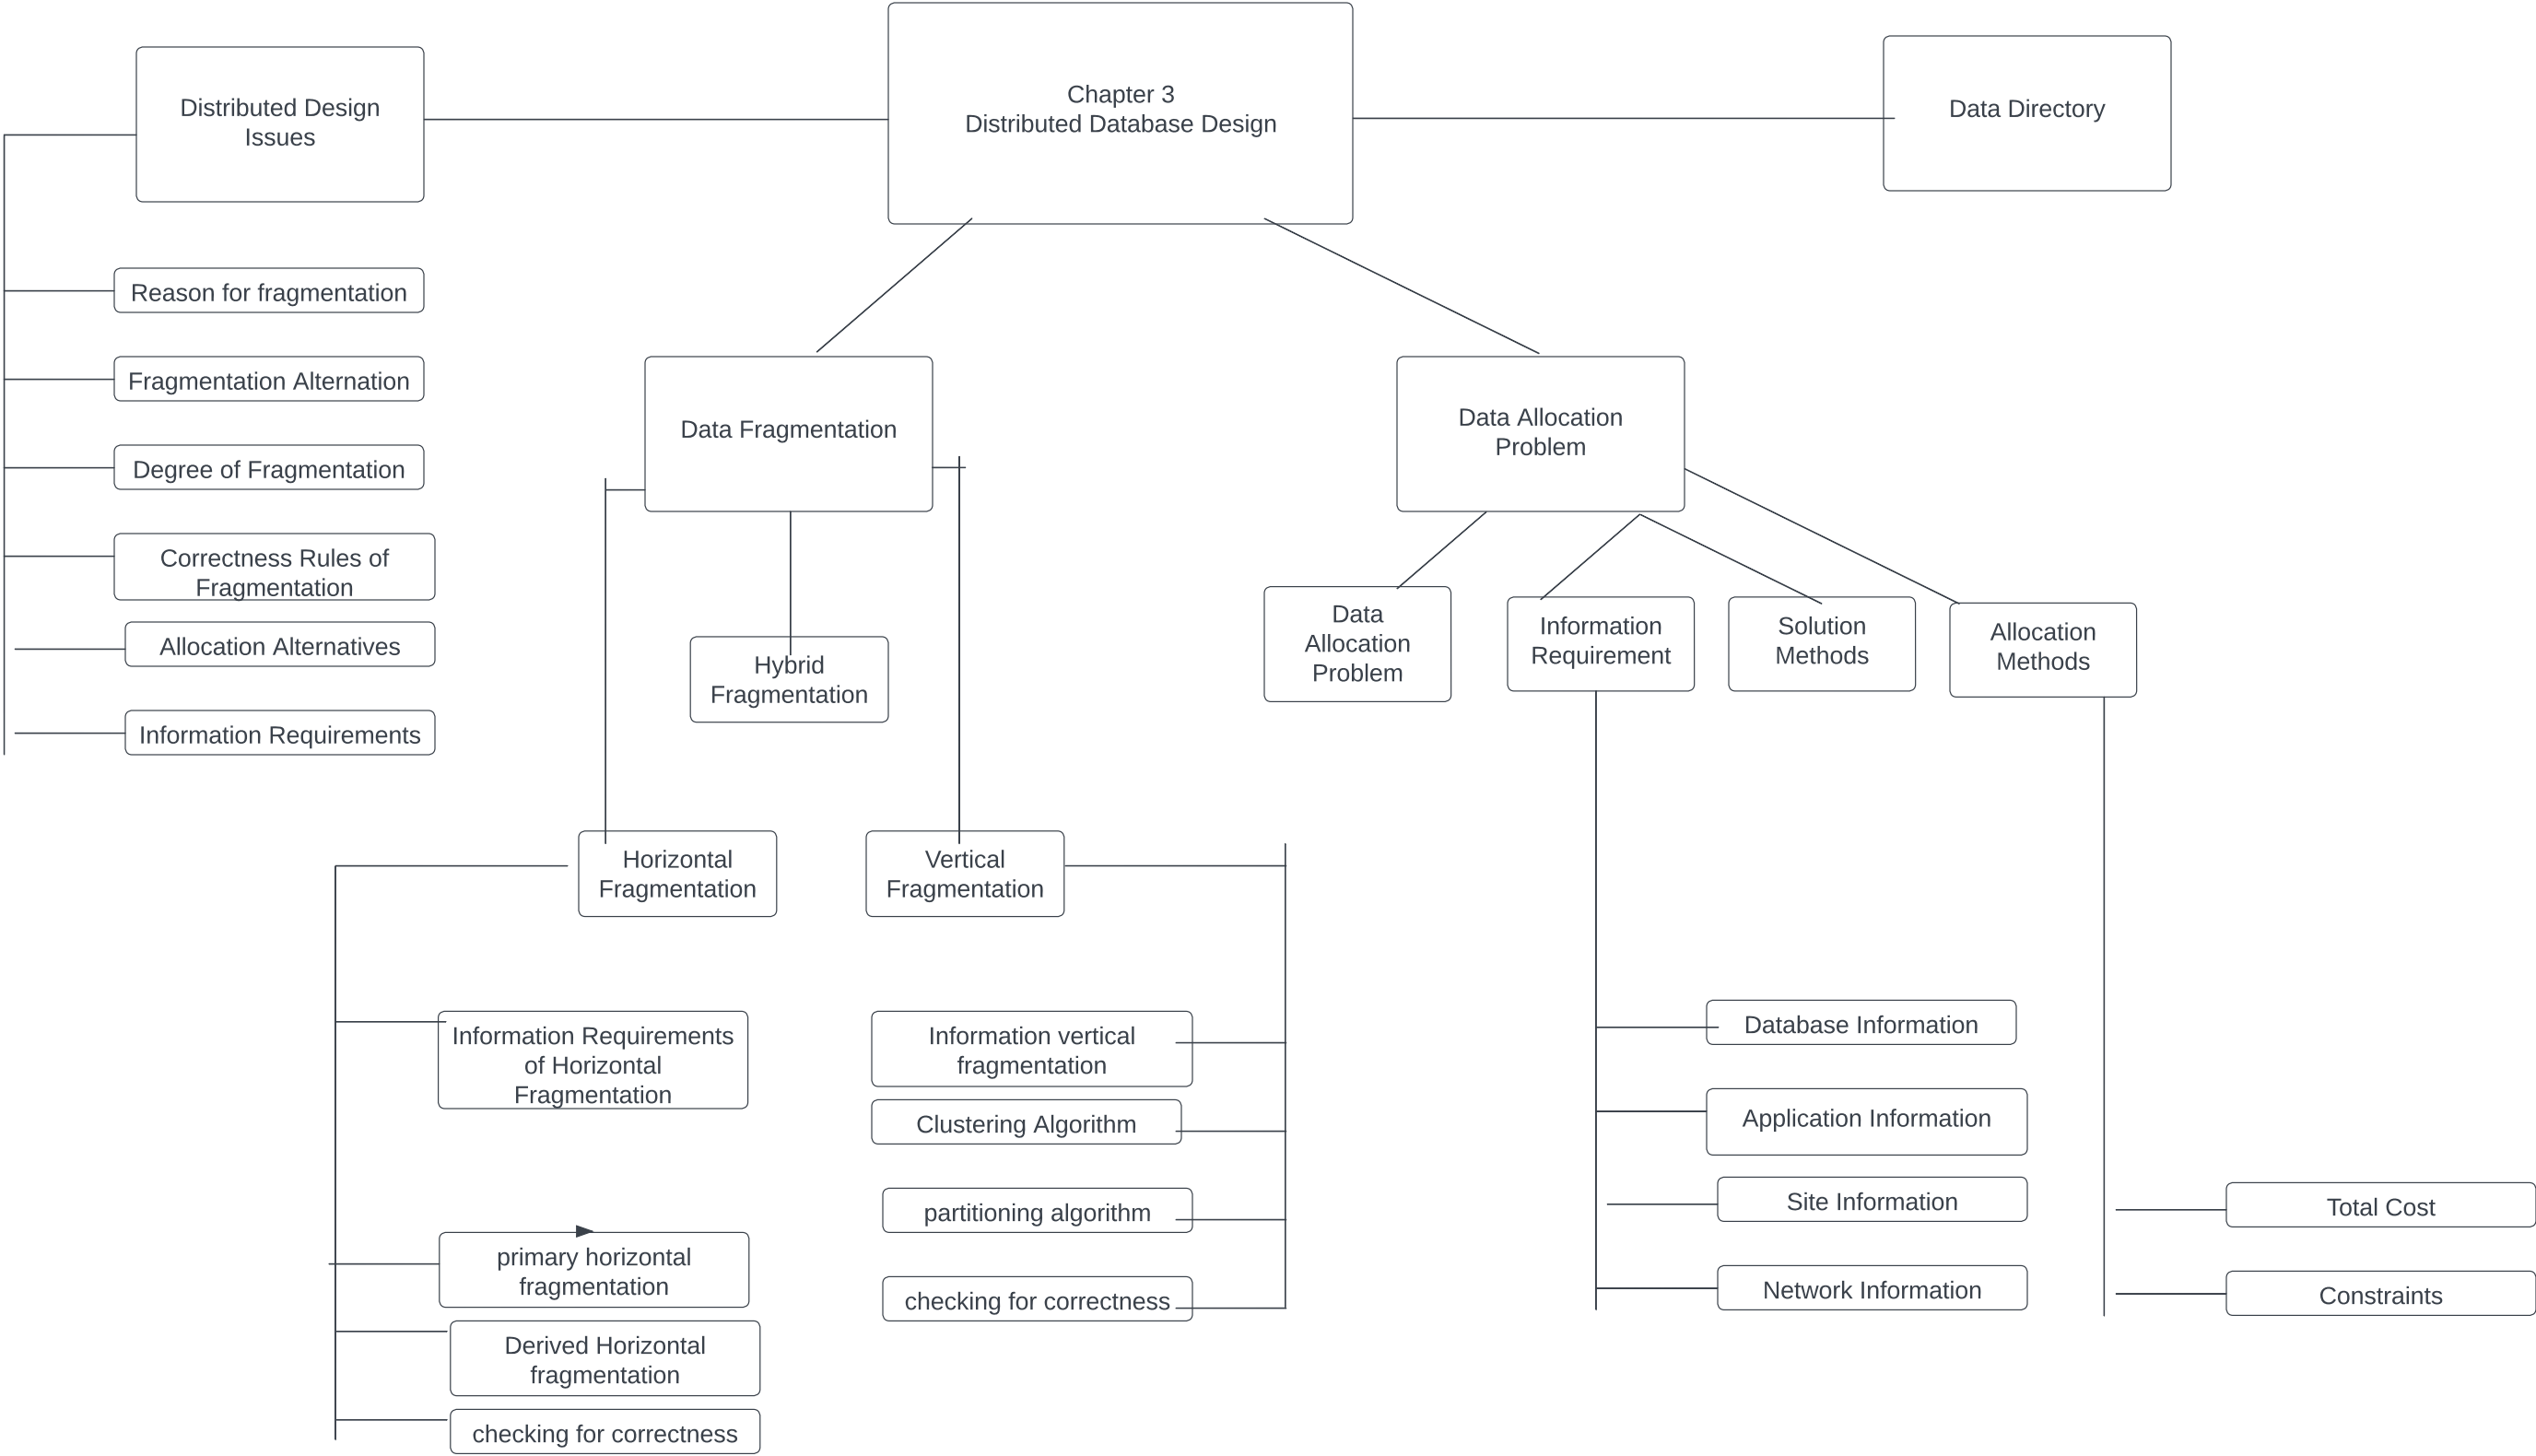 Chapter 3
Distributed Database Design
Distributed Design
Issues
Data Directory
Reason for fragmentation
Fragmentation Alternation
Degree of Fragmentation
Correctness Rules of
Fragmentation
Allocation Alternatives
Information Requirements
Data Fragmentation
Hybrid
Fragmentation
Horizontal
Fragmentation
Vertical
Fragmentation
Information Requirements
of Horizontal
Fragmentation
primary horizontal
fragmentation
Derived Horizontal
fragmentation
checking for correctness
Information vertical
fragmentation
Clustering Algorithm
partitioning algorithm
checking for correctness
Data Allocation
Problem
Data
Allocation
Problem
Information
Requirement
Solution
Methods
Allocation
Methods
Database Information
Application Information
Site Information
Network Information
Total Cost
Constraints